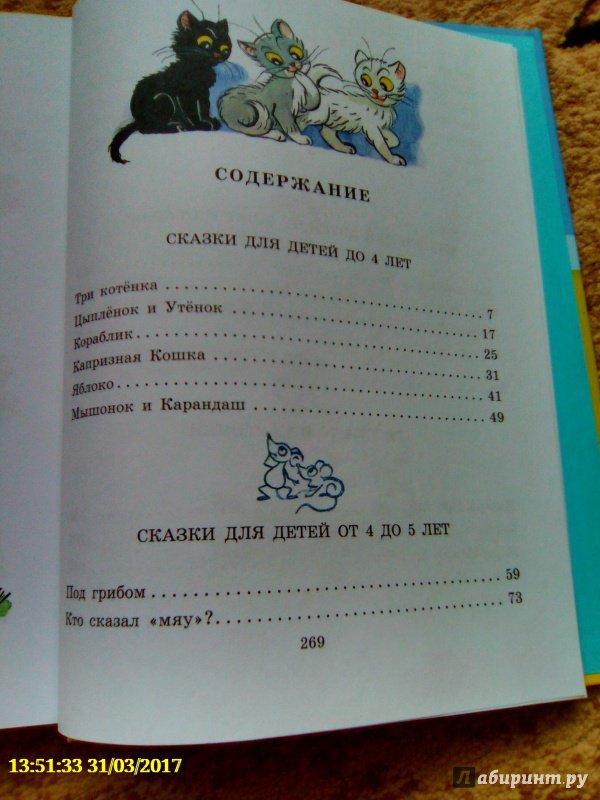 СОДЕРЖАНИЕ
СКАЗКИ ДЛЯ ДЕТЕЙ ДО 4 ЛЕТ
Три котёнка ........................................ 7
Цыплёнок и Утёнок ................................ 17
Кораблик .......................................... 25
Капризная Кошка .................................. 31
Яблоко ............................................ 41
Мышонок и Карандаш .............................. 49
СКАЗКИ ДЛЯ ДЕТЕЙ ОТ 4 ДО 5 ЛЕТ
Под грибом ........................................ 59
Кто сказал «мяу»? ................................ 73
269
13:51:33 31/03/2017
Лабиринт.ру